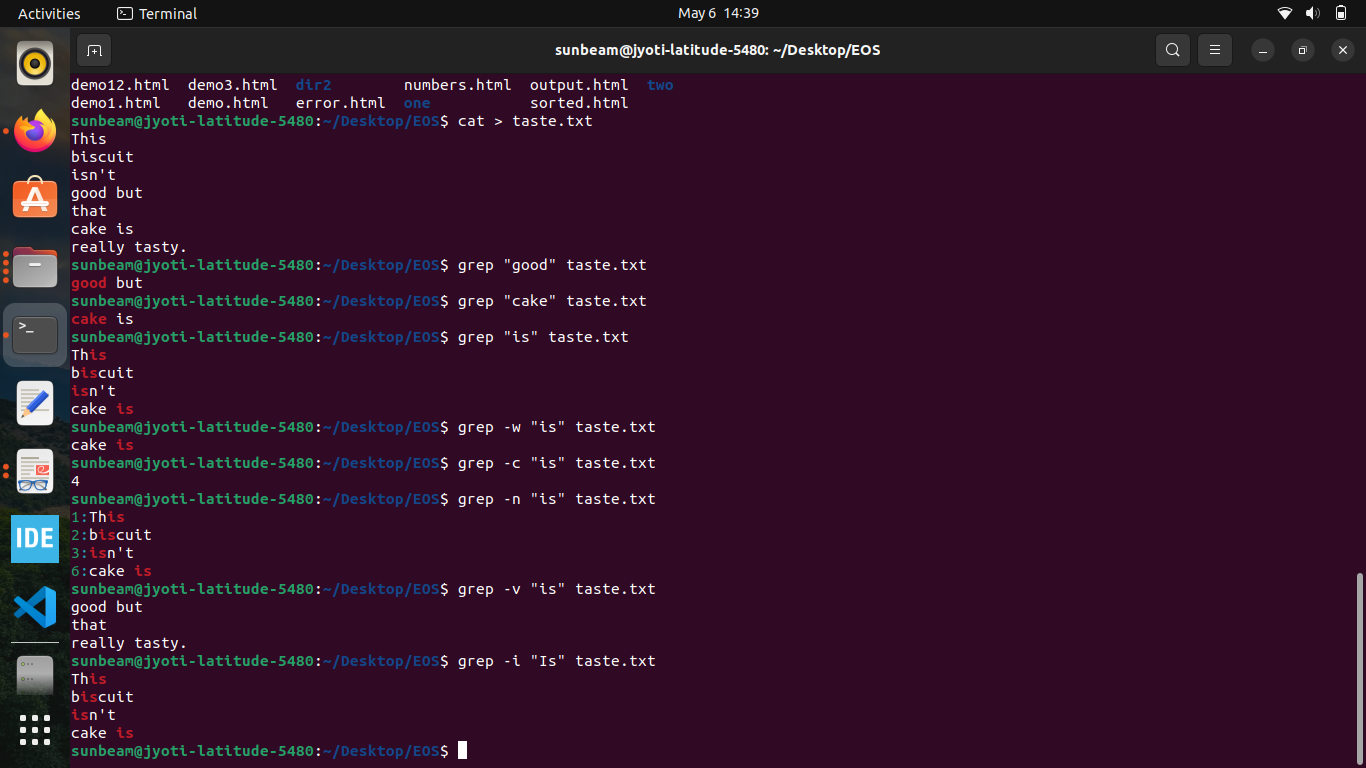 Activities Terminal May 6 14:39
sunbeam@jyoti-latitude-5480: ~/Desktop/EOS
demo12.html demo3.html dir2 numbers.html output.html two
demo1.html demo.html error.html one sorted.html
sunbeam@jyoti-latitude-5480:~/Desktop/EOS$ cat > taste.txt
This
biscuit
isn't
good but
that
cake is
really tasty.
sunbeam@jyoti-latitude-5480:~/Desktop/EOS$ grep "good" taste.txt
good but
sunbeam@jyoti-latitude-5480:~/Desktop/EOS$ grep "cake" taste.txt
cake is
sunbeam@jyoti-latitude-5480:~/Desktop/EOS$ grep "is" taste.txt
This
biscuit
isn't
cake is
sunbeam@jyoti-latitude-5480:~/Desktop/EOS$ grep -w "is" taste.txt
cake is
sunbeam@jyoti-latitude-5480:~/Desktop/EOS$ grep -c "is" taste.txt
4
sunbeam@jyoti-latitude-5480:~/Desktop/EOS$ grep -n "is" taste.txt
1:This
2:biscuit
3:isn't
6:cake is
sunbeam@jyoti-latitude-5480:~/Desktop/EOS$ grep -v "is" taste.txt
good but
that
really tasty.
sunbeam@jyoti-latitude-5480:~/Desktop/EOS$ grep -i "Is" taste.txt
This
biscuit
isn't
cake is
sunbeam@jyoti-latitude-5480:~/Desktop/EOS$
IDE